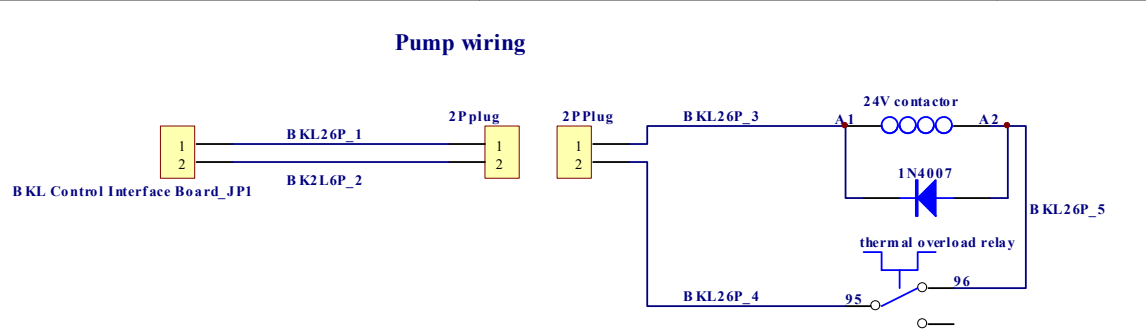 Pump wiring
24V contactor
2P plug
2P Plug
BKL26P_3
A1
A2
BKL26P_1
1
1
1
2
2
2
BK2L6P_2
1N4007
BKL Control Interface Board_JP1
BKL26P_5
thermal overload relay
96
BKL26P_4
95